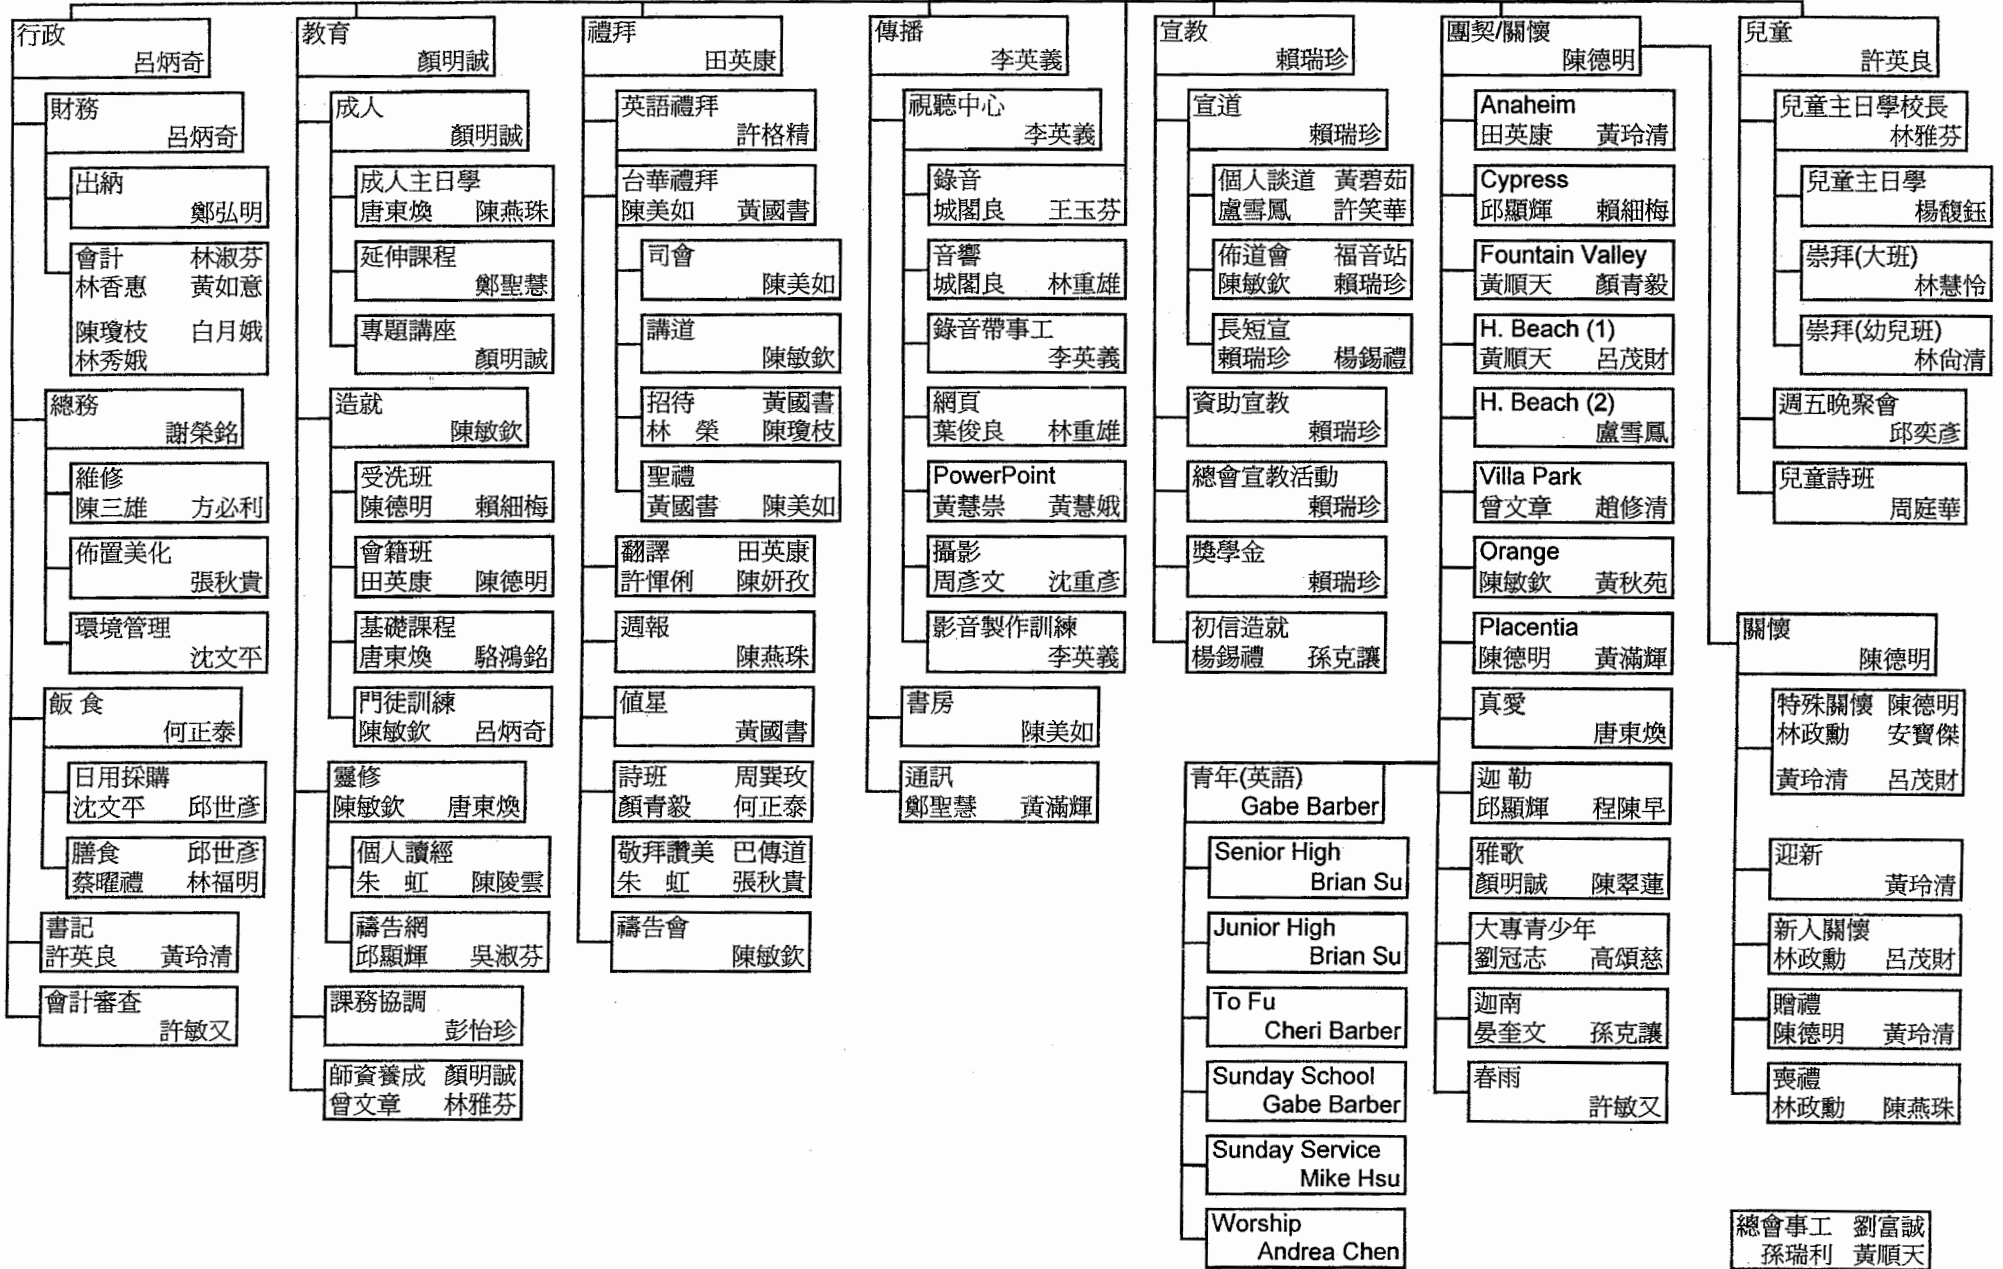 行政
呂炳奇
財務
呂炳奇
出納
鄭弘明
會計 林淑芬
林香惠 黃如意
陳瓊枝 白月娥
林秀娥
總務
謝榮銘
維修
陳三雄 方必利
佈置美化
張秋貴
環境管理
沈文平
飯 食
何正泰
日用採購
沈文平 邱世彥
膳食 邱世彥
蔡曜禮 林福明
書記
許英良 黃玲清
會計審查
許敏又
教育
顏明誠
成人
顏明誠
成人主日學
唐東煥 陳燕珠
延伸課程
鄭聖慧
專題講座
顏明誠
造就
陳敏欽
受洗班
陳德明 賴細梅
會籍班
田英康 陳德明
基礎課程
唐東煥 駱鴻銘
門徒訓練
陳敏欽 呂炳奇
靈修
陳敏欽 唐東煥
個人讀經
朱 虹 陳陵雲
禱告網
邱顯輝 吳淑芬
課務協調
彭怡珍
師資養成 顏明誠
曾文章 林雅芬
禮拜
田英康
英語禮拜
許格精
台華禮拜
陳美如 黃國書
司會
陳美如
講道
陳敏欽
招待 黃國書
林 榮 陳瓊枝
聖禮
黃國書 陳美如
翻譯 田英康
許惲俐 陳妍孜
週報
陳燕珠
值星
黃國書
詩班 周巽玫
顏青毅 何正泰
敬拜讚美 巴傳道
朱 虹 張秋貴
禱告會
陳敏欽
傳播
李英義
視聽中心
李英義
錄音
城閣良 王玉芬
音響
城閣良 林重雄
錄音帶事工
李英義
網頁
葉俊良 林重雄
PowerPoint
黃慧崇 黃慧娥
攝影
周彥文 沈重彥
影音製作訓練
李英義
書房
陳美如
通訊
鄭聖慧 黃滿輝
宣教
賴瑞珍
宣道
賴瑞珍
個人談道 黃碧茹
盧雪鳳 許笑華
佈道會 福音站
陳敏欽 賴瑞珍
長短宣
賴瑞珍 楊錫禮
資助宣教
賴瑞珍
總會宣教活動
賴瑞珍
獎學金
賴瑞珍
初信造就
楊錫禮 孫克讓
青年(英語)
Gabe Barber
Senior High
Brian Su
Junior High
Brian Su
To Fu
Cheri Barber
Sunday School
Gabe Barber
Sunday Service
Mike Hsu
Worship
Andrea Chen
團契/關懷
陳德明
Anaheim
田英康 黃玲清
Cypress
邱顯輝 賴細梅
Fountain Valley
黃順天 顏青毅
H. Beach (1)
黃順天 呂茂財
H. Beach (2)
盧雪鳳
Villa Park
曾文章 趙修清
Orange
陳敏欽 黃秋苑
Placentia
陳德明 黃滿輝
真愛
唐東煥
迦 勒
邱顯輝 程陳早
雅歌
顏明誠 陳翠蓮
大專青少年
劉冠志 高頌慈
迦南
晏奎文 孫克讓
春雨
許敏又
兒童
許英良
兒童主日學校長
林雅芬
兒童主日學
楊馥鈺
崇拜(大班)
林慧怜
崇拜(幼兒班)
林尙清
週五晚聚會
邱奕彥
兒童詩班
周庭華
關懷
陳德明
特殊關懷 陳德明
林政勳 安寶傑
黃玲清 呂茂財
迎新
黃玲清
新人關懷
林政勳 呂茂財
贈禮
陳德明 黃玲清
喪禮
林政勳 陳燕珠
總會事工 劉富誠
孫瑞利 黃順天